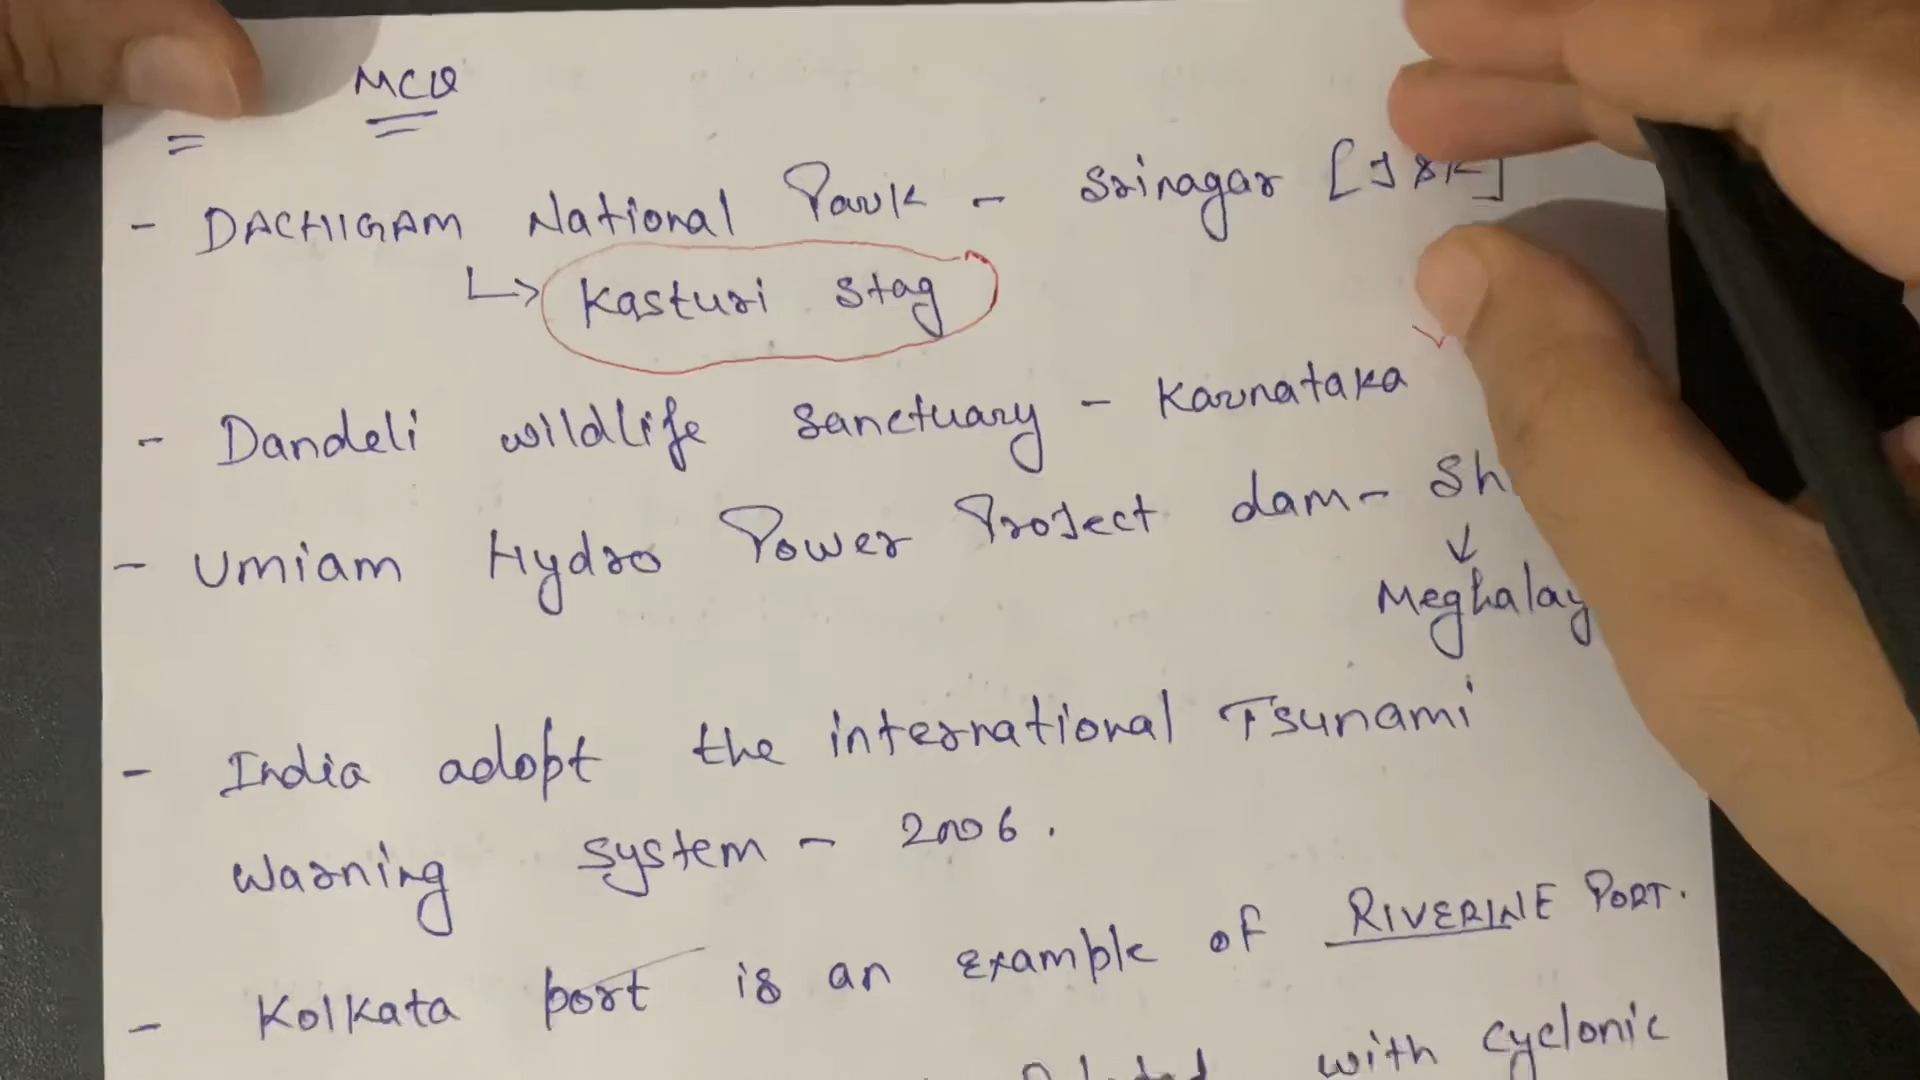 MCQ
=
- DACHIGAM National Park - Srinagar [J&K]
↳ Kasturi Stag
- Dandeli wildlife Sanctuary - Karnataka
- Umiam Hydro Power Project dam - Sh
↓
Meghalay
- India adopt the international Tsunami
Warning system - 2006.
- Kolkata port is an example of RIVERINE PORT.
with cyclonic